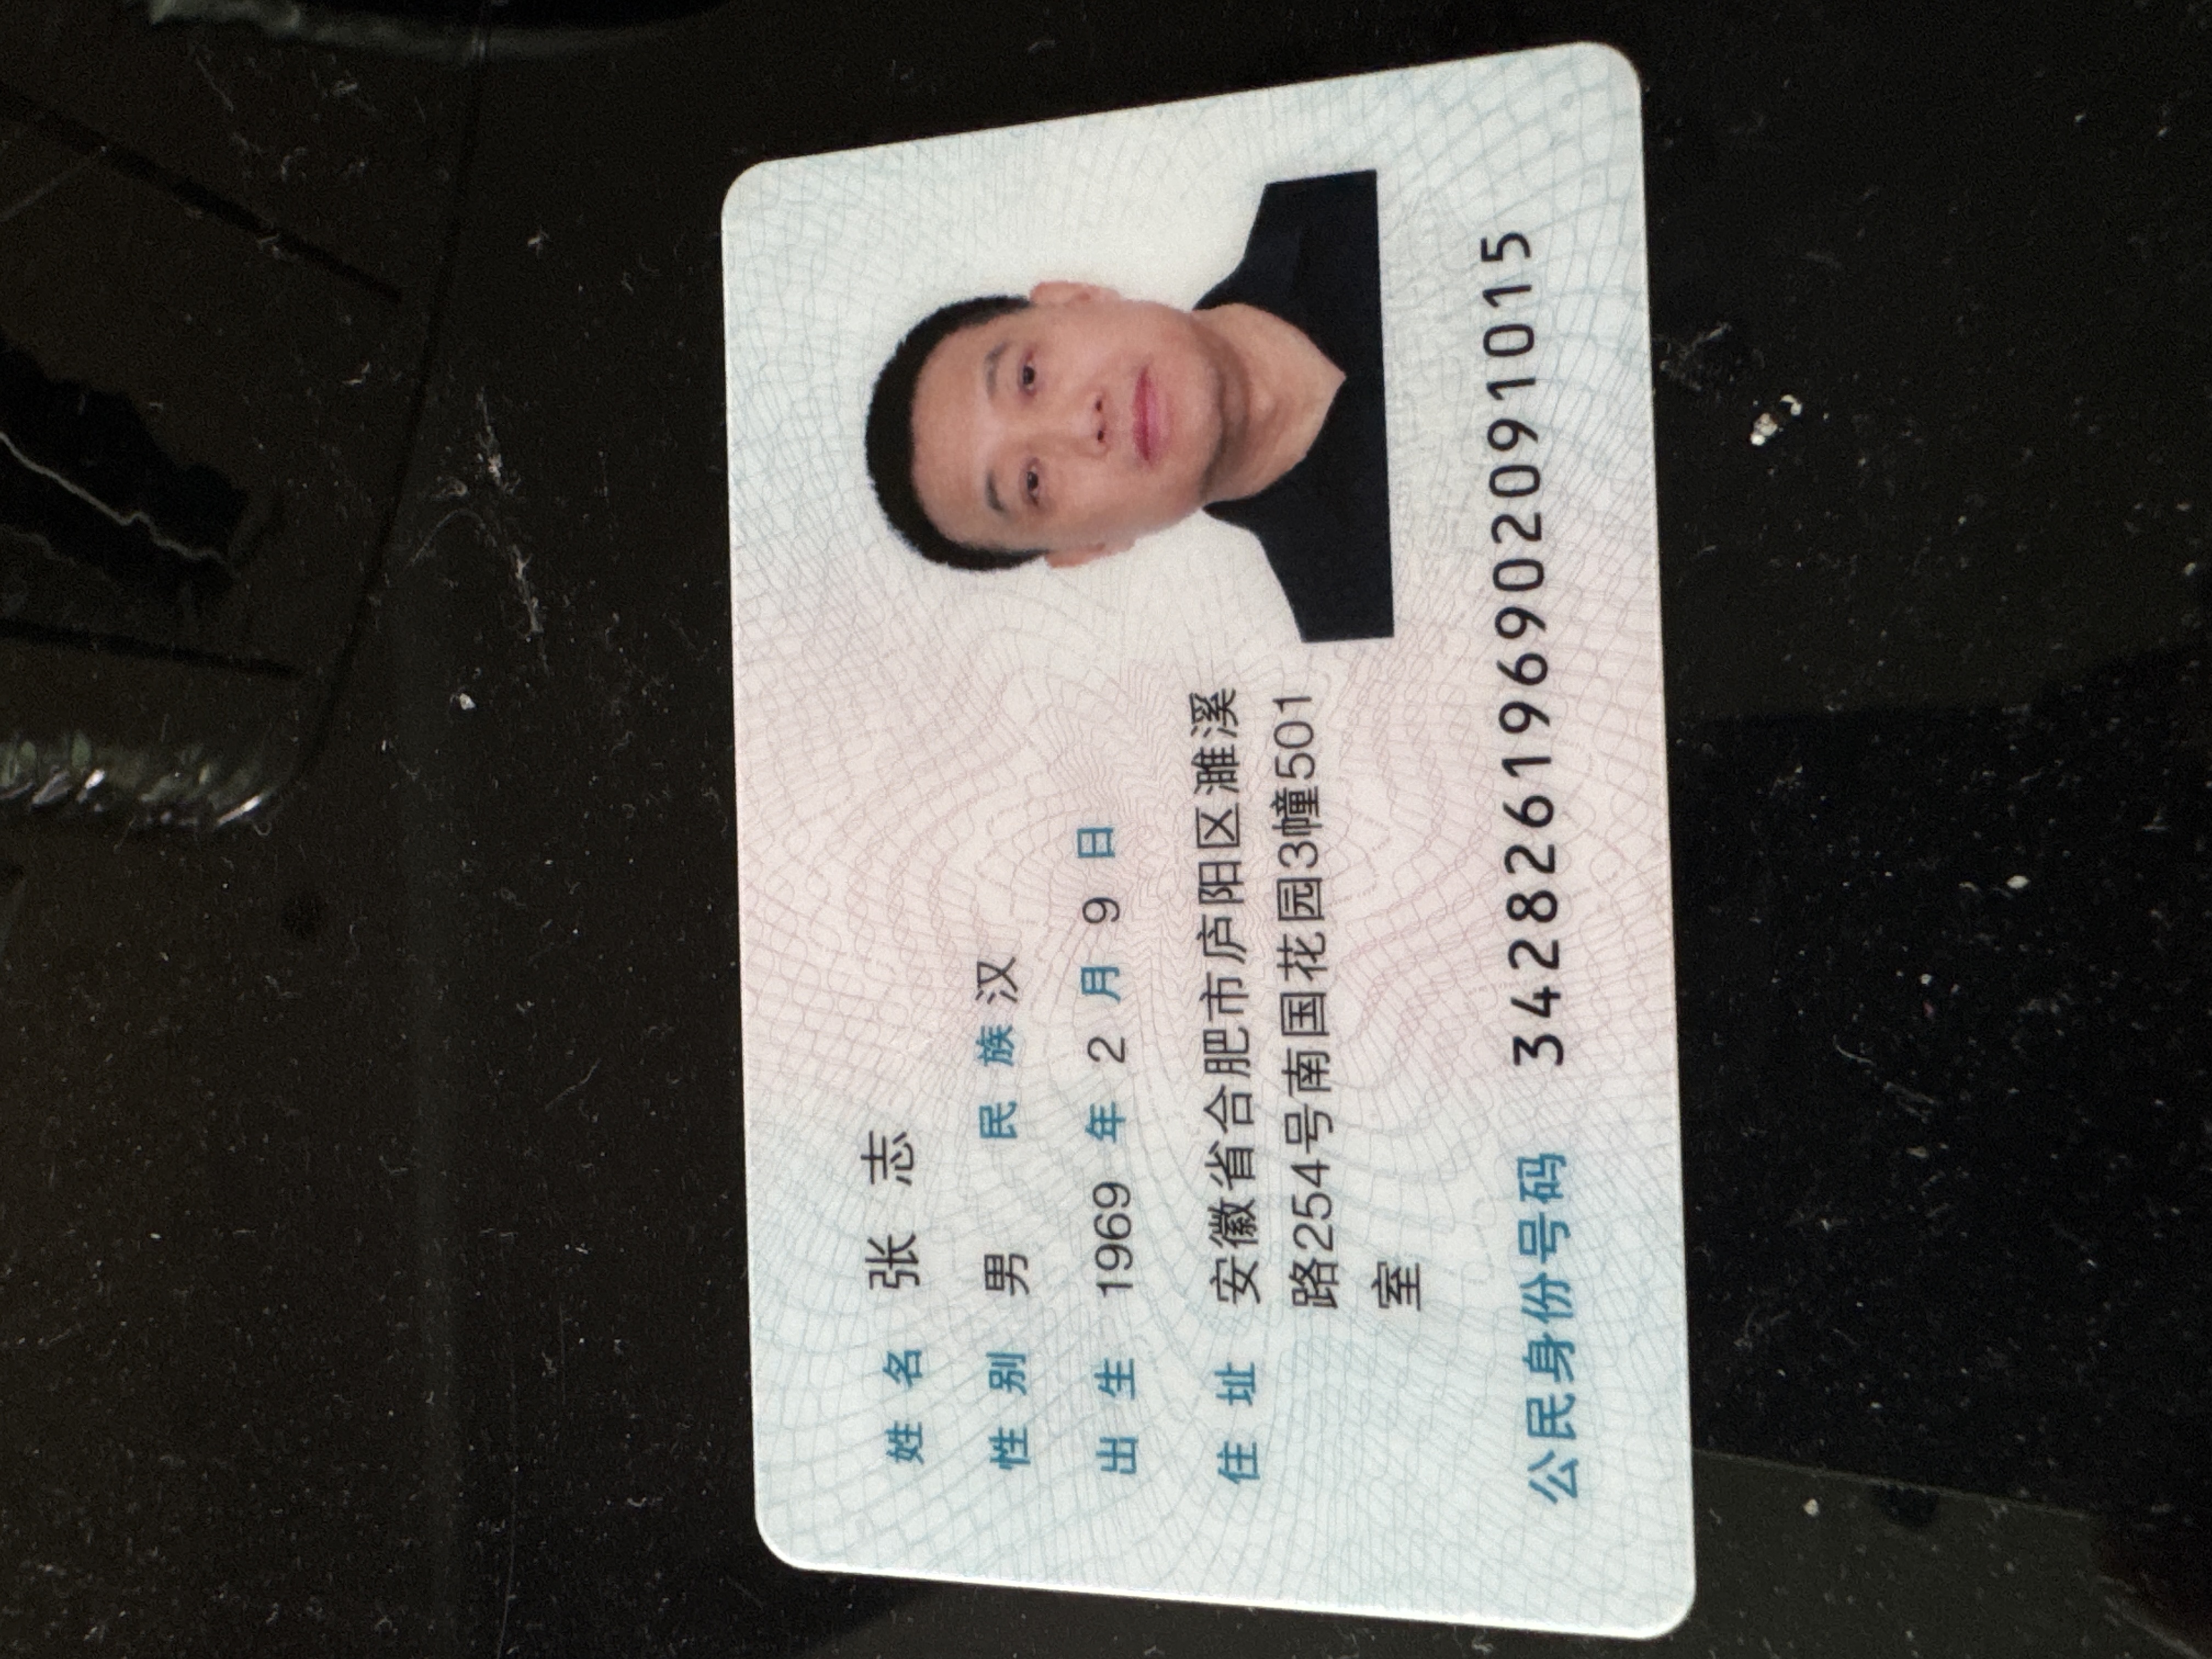 姓名 张志
性别 男 民族 汉
出生 1969 年 2 月 9 日
住址 安徽省合肥市庐阳区濉溪
路254号南国花园3幢501
室
公民身份号码 342826196902091015